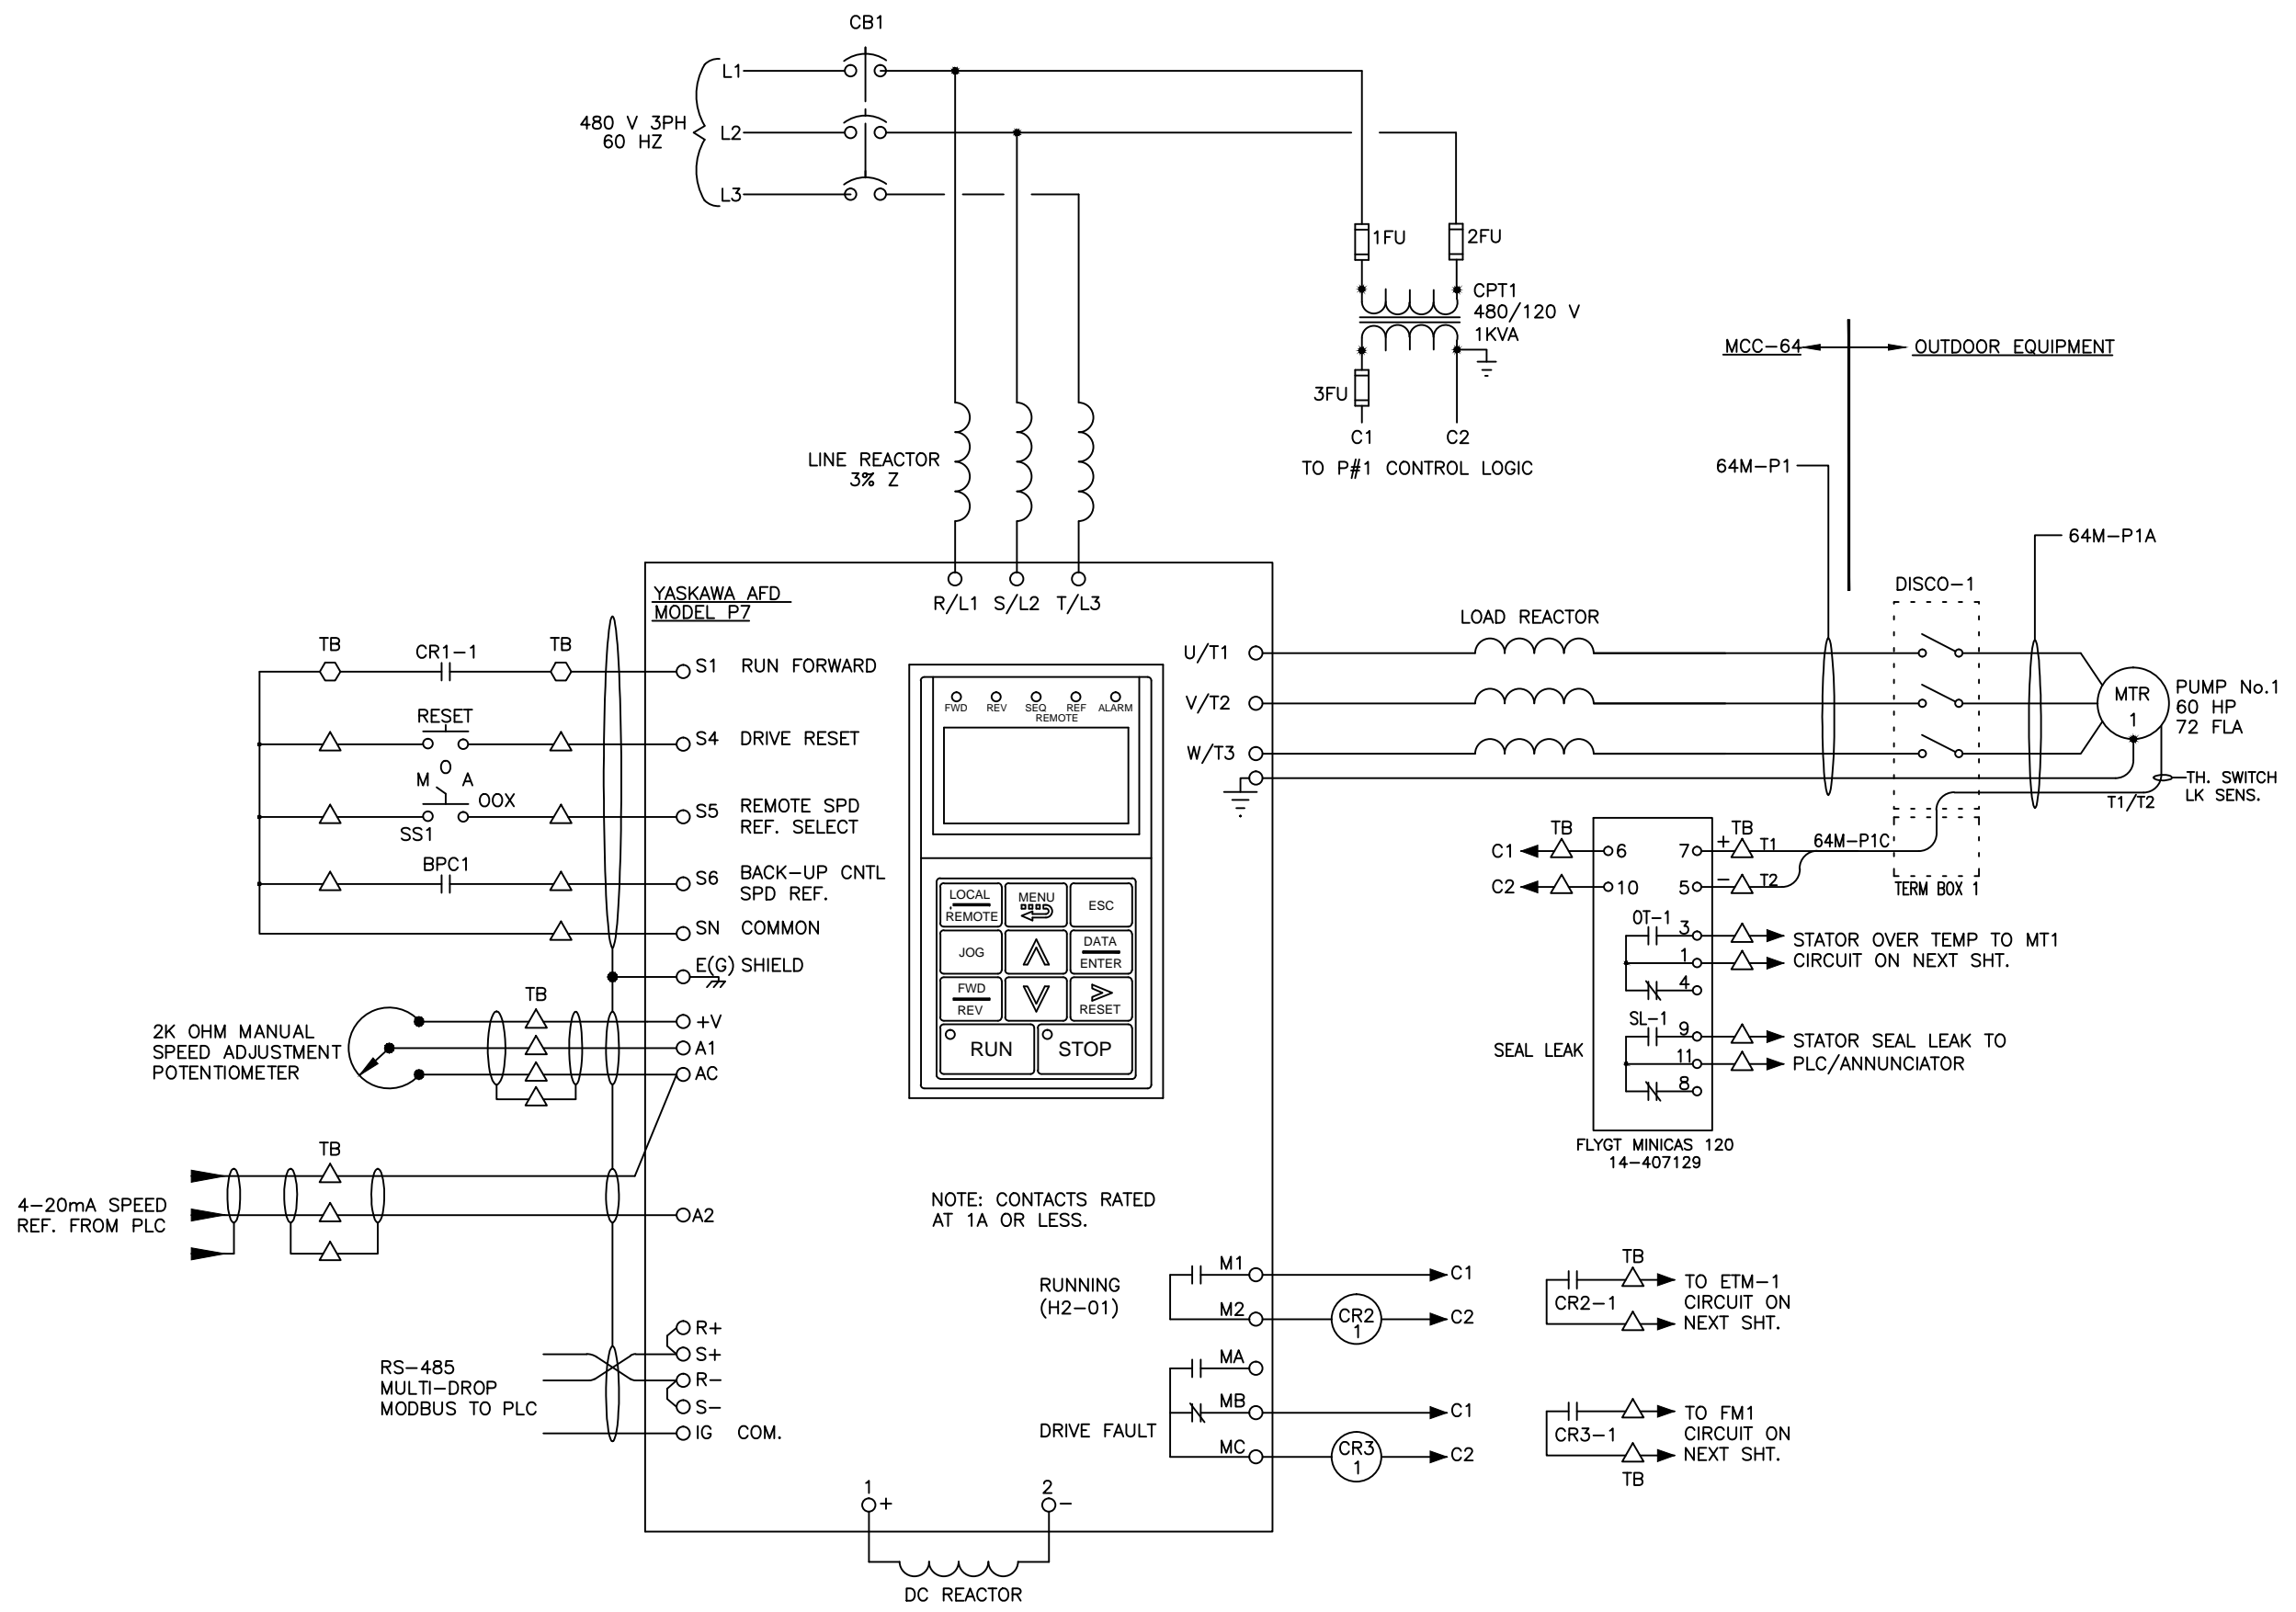 CB1
L1
480 V 3PH
60 HZ
L2
L3
1FU
2FU
CPT1
480/120 V
1KVA
3FU
C1
C2
TO P#1 CONTROL LOGIC
MCC-64
OUTDOOR EQUIPMENT
LINE REACTOR
3% Z
64M-P1
64M-P1A
YASKAWA AFD
MODEL P7
R/L1
S/L2
T/L3
DISCO-1
LOAD REACTOR
U/T1
V/T2
W/T3
MTR
1
PUMP No.1
60 HP
72 FLA
TH. SWITCH
LK SENS.
T1/T2
TB
CR1-1
TB
S1
RUN FORWARD
RESET
S4
DRIVE RESET
M
O
A
OOX
SS1
S5
REMOTE SPD
REF. SELECT
BPC1
S6
BACK-UP CNTL
SPD REF.
SN
COMMON
E(G)
SHIELD
TB
2K OHM MANUAL
SPEED ADJUSTMENT
POTENTIOMETER
+V
A1
AC
TB
4-20mA SPEED
REF. FROM PLC
A2
R+
S+
R-
S-
IG
COM.
RS-485
MULTI-DROP
MODBUS TO PLC
FWD
REV
SEQ
REF
ALARM
REMOTE
LOCAL
REMOTE
MENU
ESC
JOG
DATA
ENTER
FWD
REV
RESET
RUN
STOP
NOTE: CONTACTS RATED
AT 1A OR LESS.
RUNNING
(H2-01)
M1
C1
M2
CR2
1
C2
MA
MB
C1
DRIVE FAULT
MC
CR3
1
C2
1
+
2
-
DC REACTOR
C1
TB
6
7
+
TB
T1
64M-P1C
C2
10
5
-
T2
TERM BOX 1
OT-1
3
1
4
STATOR OVER TEMP TO MT1
CIRCUIT ON NEXT SHT.
SL-1
9
11
8
SEAL LEAK
STATOR SEAL LEAK TO
PLC/ANNUNCIATOR
FLYGT MINICAS 120
14-407129
TB
CR2-1
TO ETM-1
CIRCUIT ON
NEXT SHT.
CR3-1
TB
TO FM1
CIRCUIT ON
NEXT SHT.